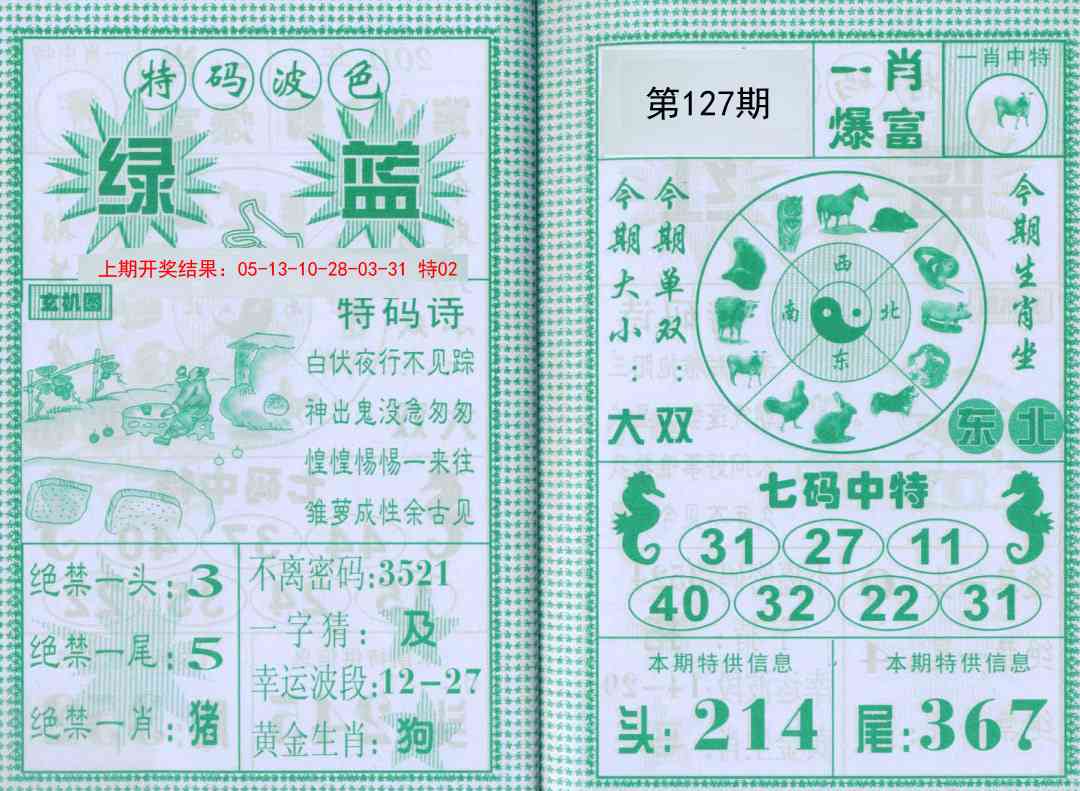 特码波色
绿 蓝
上期开奖结果：05-13-10-28-03-31 特02
玄机图
特码诗
白伏夜行不见踪
神出鬼没急匆匆
惶惶惕惕一来往
雏萝成性余古见
绝禁一头：3
绝禁一尾：5
绝禁一肖：猪
不离密码：3521
一字猜：及
幸运波段：12-27
黄金生肖：狗
第127期
一肖
爆富
一肖中特
今期大小：大
今期单双：双
西
南 北
东
今期生肖坐
东北
七码中特
31 27 11
40 32 22 31
本期特供信息
头：214
本期特供信息
尾：367